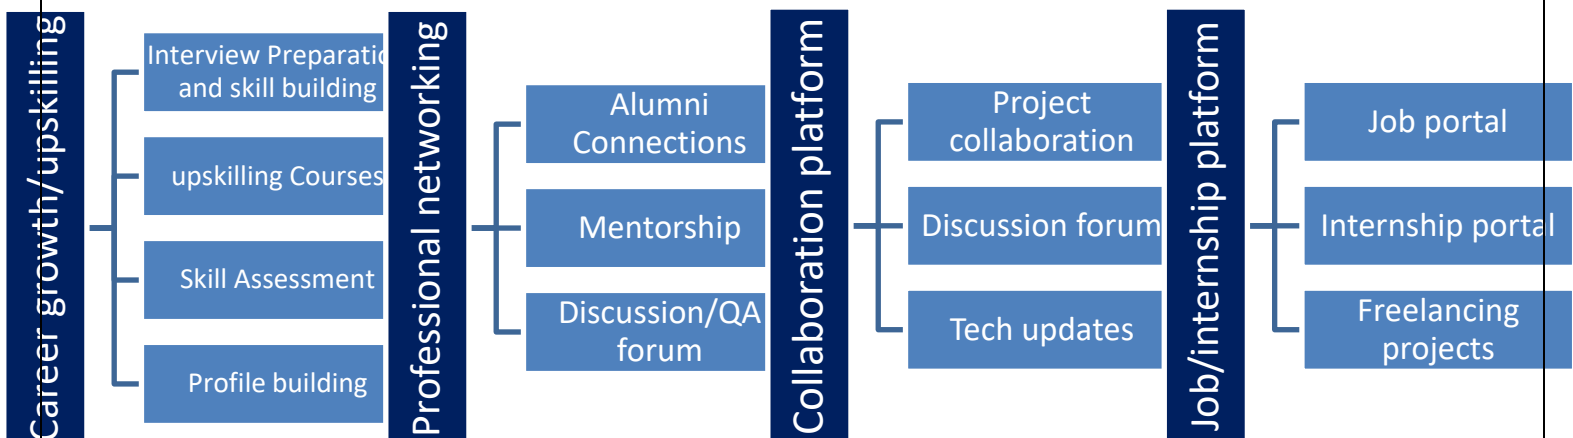 Career growth/upskilling
Interview Preparatio
and skill building
upskilling Courses
Skill Assessment
Profile building
Professional networking
Alumni
Connections
Mentorship
Discussion/QA
forum
Collaboration platform
Project
collaboration
Discussion forum
Tech updates
Job/internship platform
Job portal
Internship portal
Freelancing
projects